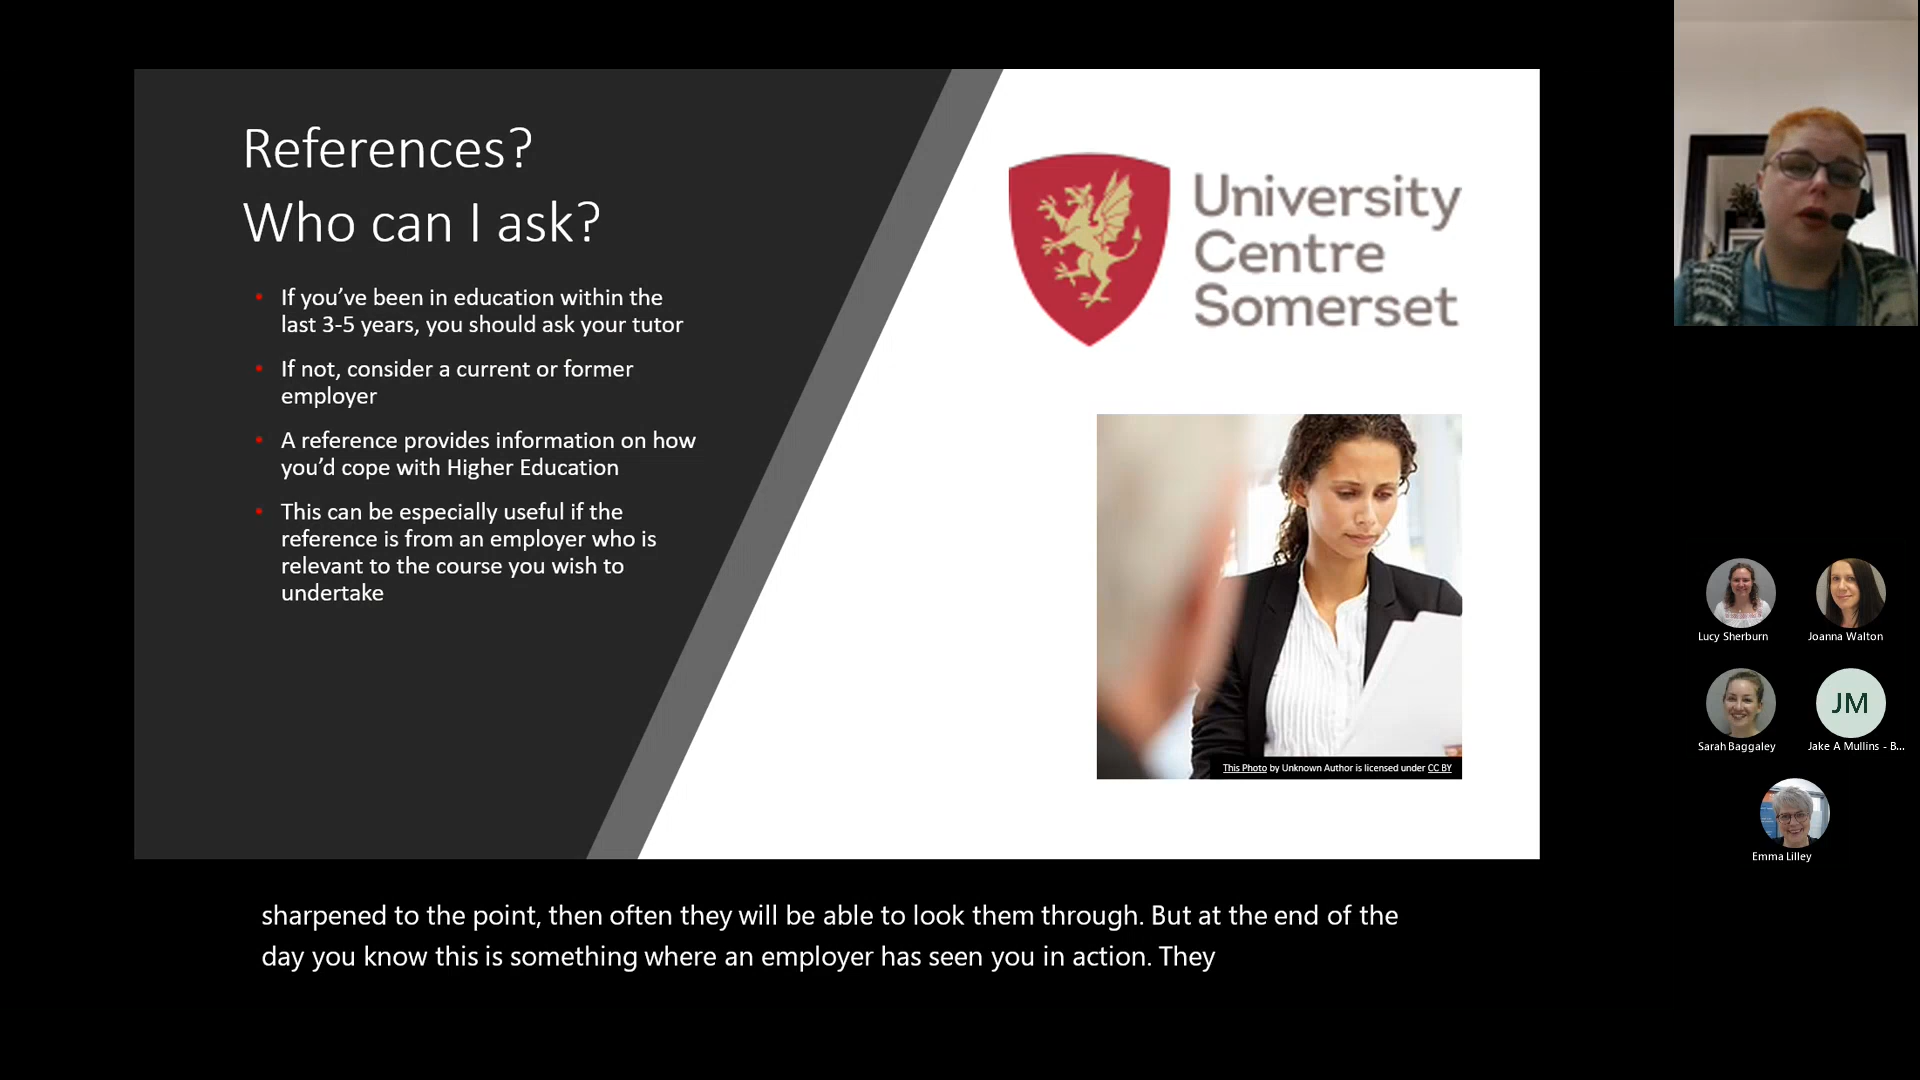 References?
Who can I ask?
• If you've been in education within the
last 3-5 years, you should ask your tutor
• If not, consider a current or former
employer
• A reference provides information on how
you'd cope with Higher Education
• This can be especially useful if the
reference is from an employer who is
relevant to the course you wish to
undertake
University
Centre
Somerset
This Photo by Unknown Author is licensed under CC BY
Lucy Sherburn
Joanna Walton
Sarah Baggaley
JM
Jake A Mullins - B...
Emma Lilley
sharpened to the point, then often they will be able to look them through. But at the end of the
day you know this is something where an employer has seen you in action. They